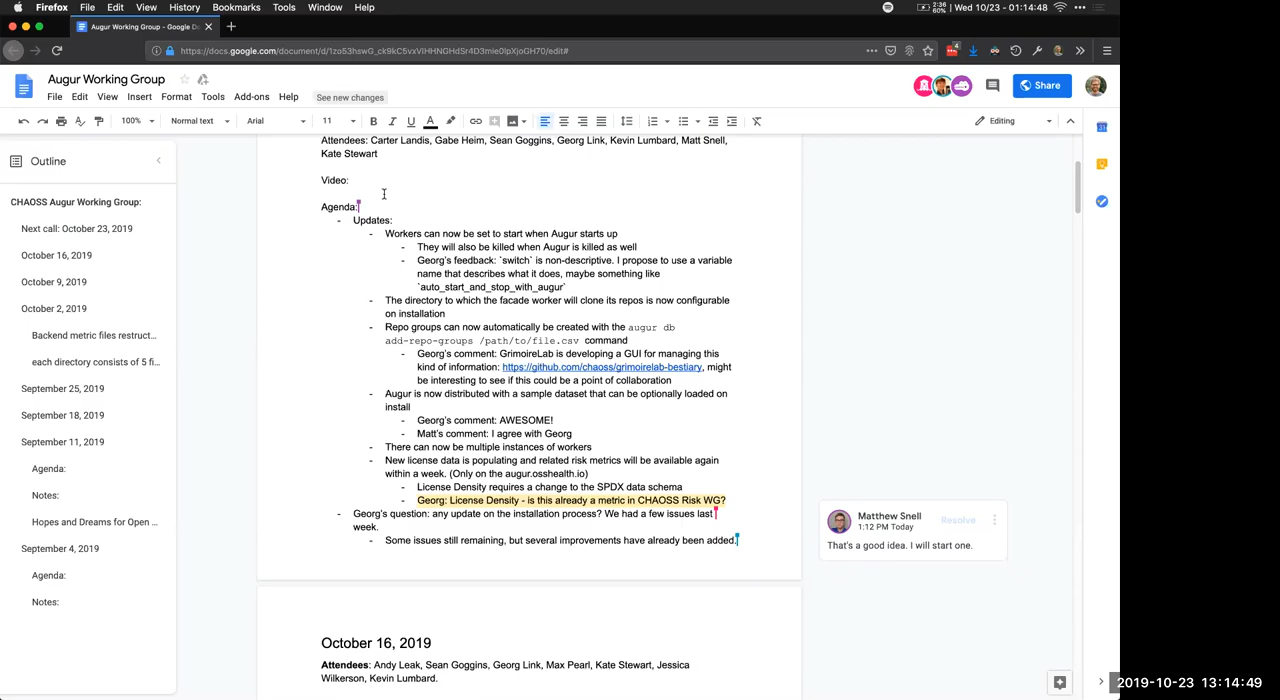 Firefox File Edit View History Bookmarks Tools Window Help
2:36 60% Wed 10/23 - 01:14:48
Augur Working Group - Google Do
https://docs.google.com/document/d/1zo53hswG_ck9kC5vxVIHHNGHdSr4D3mie0IpXjoGH70/edit#
Augur Working Group
File Edit View Insert Format Tools Add-ons Help See new changes
Share
100% Normal text Arial 11 B I U A Editing
Outline
CHAOSS Augur Working Group:
Next call: October 23, 2019
October 16, 2019
October 9, 2019
October 2, 2019
Backend metric files restruct...
each directory consists of 5 fi...
September 25, 2019
September 18, 2019
September 11, 2019
Agenda:
Notes:
Hopes and Dreams for Open ...
September 4, 2019
Agenda:
Notes:
Attendees: Carter Landis, Gabe Heim, Sean Goggins, Georg Link, Kevin Lumbard, Matt Snell,
Kate Stewart
Video:
Agenda:
- Updates:
- Workers can now be set to start when Augur starts up
- They will also be killed when Augur is killed as well
- Georg's feedback: `switch` is non-descriptive. I propose to use a variable
name that describes what it does, maybe something like
`auto_start_and_stop_with_augur`
- The directory to which the facade worker will clone its repos is now configurable
on installation
- Repo groups can now automatically be created with the augur db
add-repo-groups /path/to/file.csv command
- Georg's comment: GrimoireLab is developing a GUI for managing this
kind of information: https://github.com/chaoss/grimoirelab-bestiary, might
be interesting to see if this could be a point of collaboration
- Augur is now distributed with a sample dataset that can be optionally loaded on
install
- Georg's comment: AWESOME!
- Matt's comment: I agree with Georg
- There can now be multiple instances of workers
- New license data is populating and related risk metrics will be available again
within a week. (Only on the augur.osshealth.io)
- License Density requires a change to the SPDX data schema
- Georg: License Density - is this already a metric in CHAOSS Risk WG?
- Georg's question: any update on the installation process? We had a few issues last
week.
- Some issues still remaining, but several improvements have already been added.
Matthew Snell
1:12 PM Today
Resolve
That's a good idea. I will start one.
October 16, 2019
Attendees: Andy Leak, Sean Goggins, Georg Link, Max Pearl, Kate Stewart, Jessica
Wilkerson, Kevin Lumbard.
2019-10-23 13:14:49